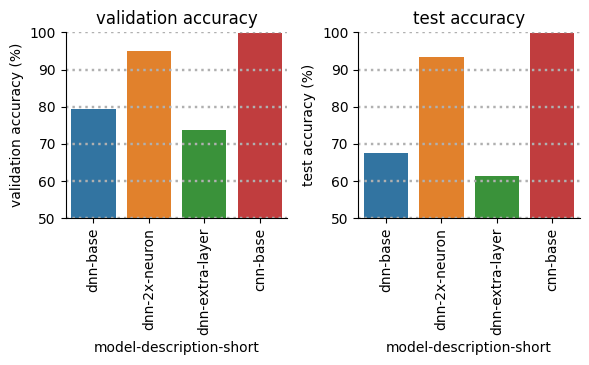 validation accuracy
validation accuracy (%)
100
90
80
70
60
50
dnn-base
dnn-2x-neuron
dnn-extra-layer
cnn-base
model-description-short
test accuracy
test accuracy (%)
100
90
80
70
60
50
dnn-base
dnn-2x-neuron
dnn-extra-layer
cnn-base
model-description-short